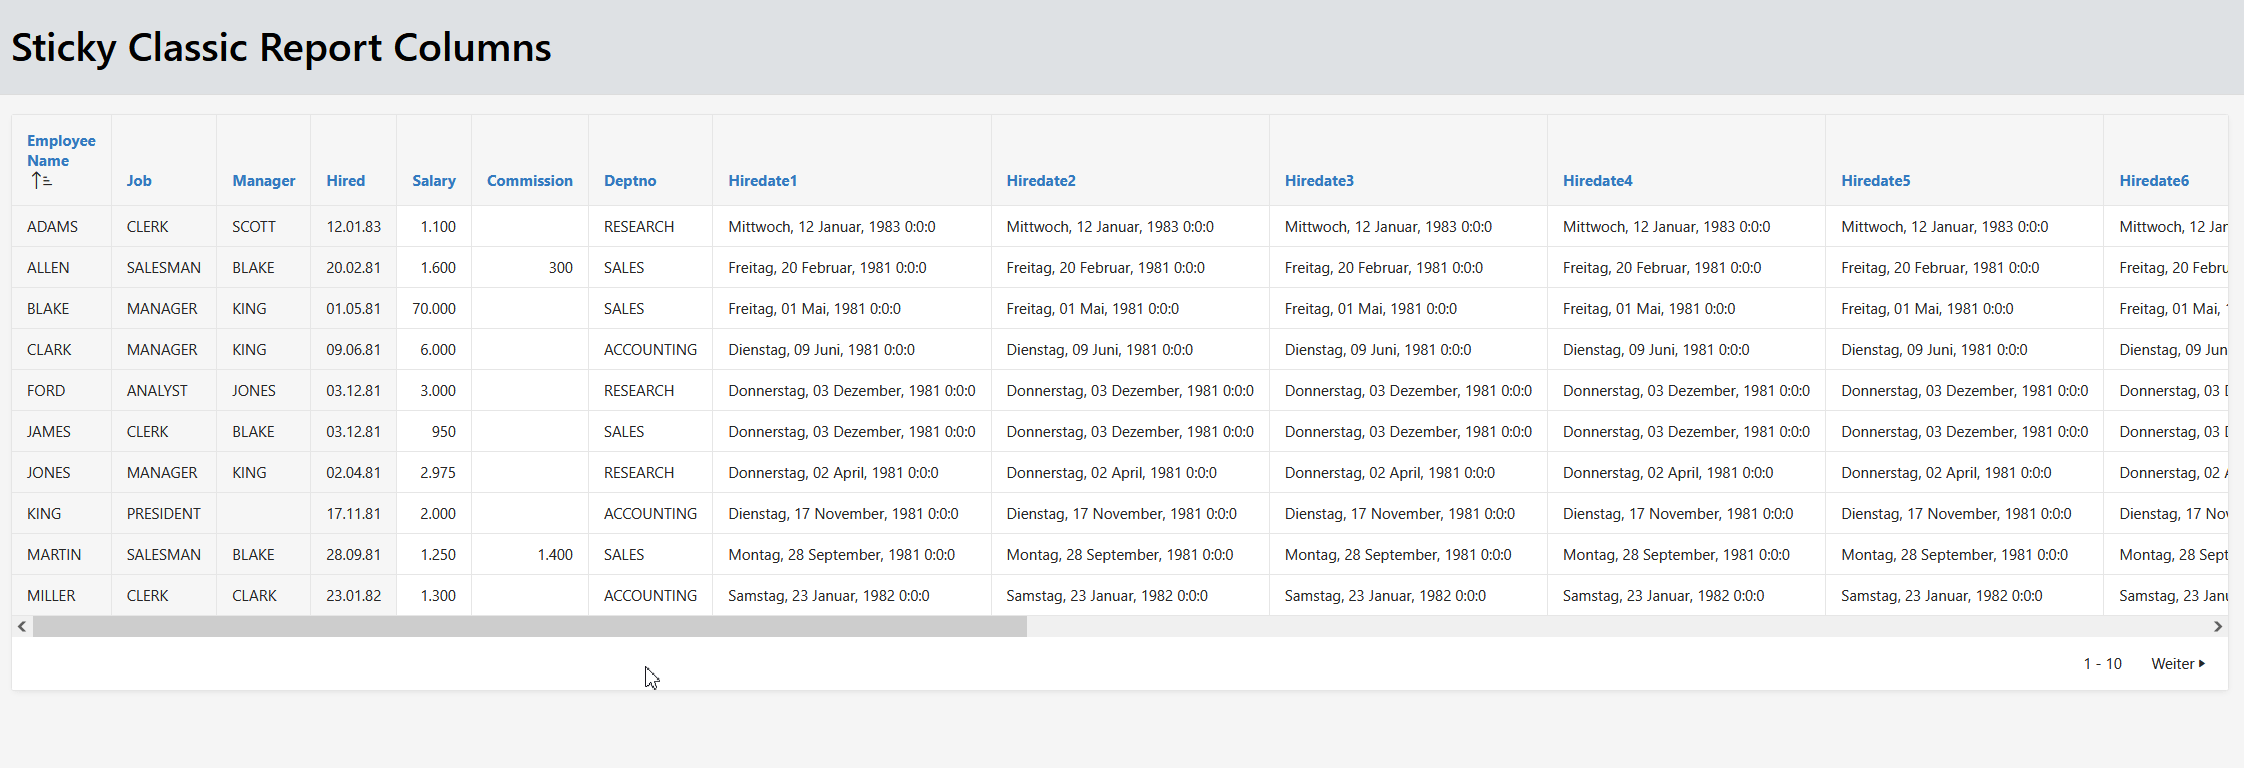 Sticky Classic Report Columns
Employee Name Job Manager Hired Salary Commission Deptno Hiredate1 Hiredate2 Hiredate3 Hiredate4 Hiredate5 Hiredate6
ADAMS CLERK SCOTT 12.01.83 1.100 RESEARCH Mittwoch, 12 Januar, 1983 0:0:0 Mittwoch, 12 Januar, 1983 0:0:0 Mittwoch, 12 Januar, 1983 0:0:0 Mittwoch, 12 Januar, 1983 0:0:0 Mittwoch, 12 Januar, 1983 0:0:0 Mittwoch, 12 Jar
ALLEN SALESMAN BLAKE 20.02.81 1.600 300 SALES Freitag, 20 Februar, 1981 0:0:0 Freitag, 20 Februar, 1981 0:0:0 Freitag, 20 Februar, 1981 0:0:0 Freitag, 20 Februar, 1981 0:0:0 Freitag, 20 Februar, 1981 0:0:0 Freitag, 20 Febru
BLAKE MANAGER KING 01.05.81 70.000 SALES Freitag, 01 Mai, 1981 0:0:0 Freitag, 01 Mai, 1981 0:0:0 Freitag, 01 Mai, 1981 0:0:0 Freitag, 01 Mai, 1981 0:0:0 Freitag, 01 Mai, 1981 0:0:0 Freitag, 01 Mai,
CLARK MANAGER KING 09.06.81 6.000 ACCOUNTING Dienstag, 09 Juni, 1981 0:0:0 Dienstag, 09 Juni, 1981 0:0:0 Dienstag, 09 Juni, 1981 0:0:0 Dienstag, 09 Juni, 1981 0:0:0 Dienstag, 09 Juni, 1981 0:0:0 Dienstag, 09 Jun
FORD ANALYST JONES 03.12.81 3.000 RESEARCH Donnerstag, 03 Dezember, 1981 0:0:0 Donnerstag, 03 Dezember, 1981 0:0:0 Donnerstag, 03 Dezember, 1981 0:0:0 Donnerstag, 03 Dezember, 1981 0:0:0 Donnerstag, 03 Dezember, 1981 0:0:0 Donnerstag, 03
JAMES CLERK BLAKE 03.12.81 950 SALES Donnerstag, 03 Dezember, 1981 0:0:0 Donnerstag, 03 Dezember, 1981 0:0:0 Donnerstag, 03 Dezember, 1981 0:0:0 Donnerstag, 03 Dezember, 1981 0:0:0 Donnerstag, 03 Dezember, 1981 0:0:0 Donnerstag, 03
JONES MANAGER KING 02.04.81 2.975 RESEARCH Donnerstag, 02 April, 1981 0:0:0 Donnerstag, 02 April, 1981 0:0:0 Donnerstag, 02 April, 1981 0:0:0 Donnerstag, 02 April, 1981 0:0:0 Donnerstag, 02 April, 1981 0:0:0 Donnerstag, 02
KING PRESIDENT 17.11.81 2.000 ACCOUNTING Dienstag, 17 November, 1981 0:0:0 Dienstag, 17 November, 1981 0:0:0 Dienstag, 17 November, 1981 0:0:0 Dienstag, 17 November, 1981 0:0:0 Dienstag, 17 November, 1981 0:0:0 Dienstag, 17 Nov
MARTIN SALESMAN BLAKE 28.09.81 1.250 1.400 SALES Montag, 28 September, 1981 0:0:0 Montag, 28 September, 1981 0:0:0 Montag, 28 September, 1981 0:0:0 Montag, 28 September, 1981 0:0:0 Montag, 28 September, 1981 0:0:0 Montag, 28 Sept
MILLER CLERK CLARK 23.01.82 1.300 ACCOUNTING Samstag, 23 Januar, 1982 0:0:0 Samstag, 23 Januar, 1982 0:0:0 Samstag, 23 Januar, 1982 0:0:0 Samstag, 23 Januar, 1982 0:0:0 Samstag, 23 Januar, 1982 0:0:0 Samstag, 23 Janu
1 - 10 Weiter